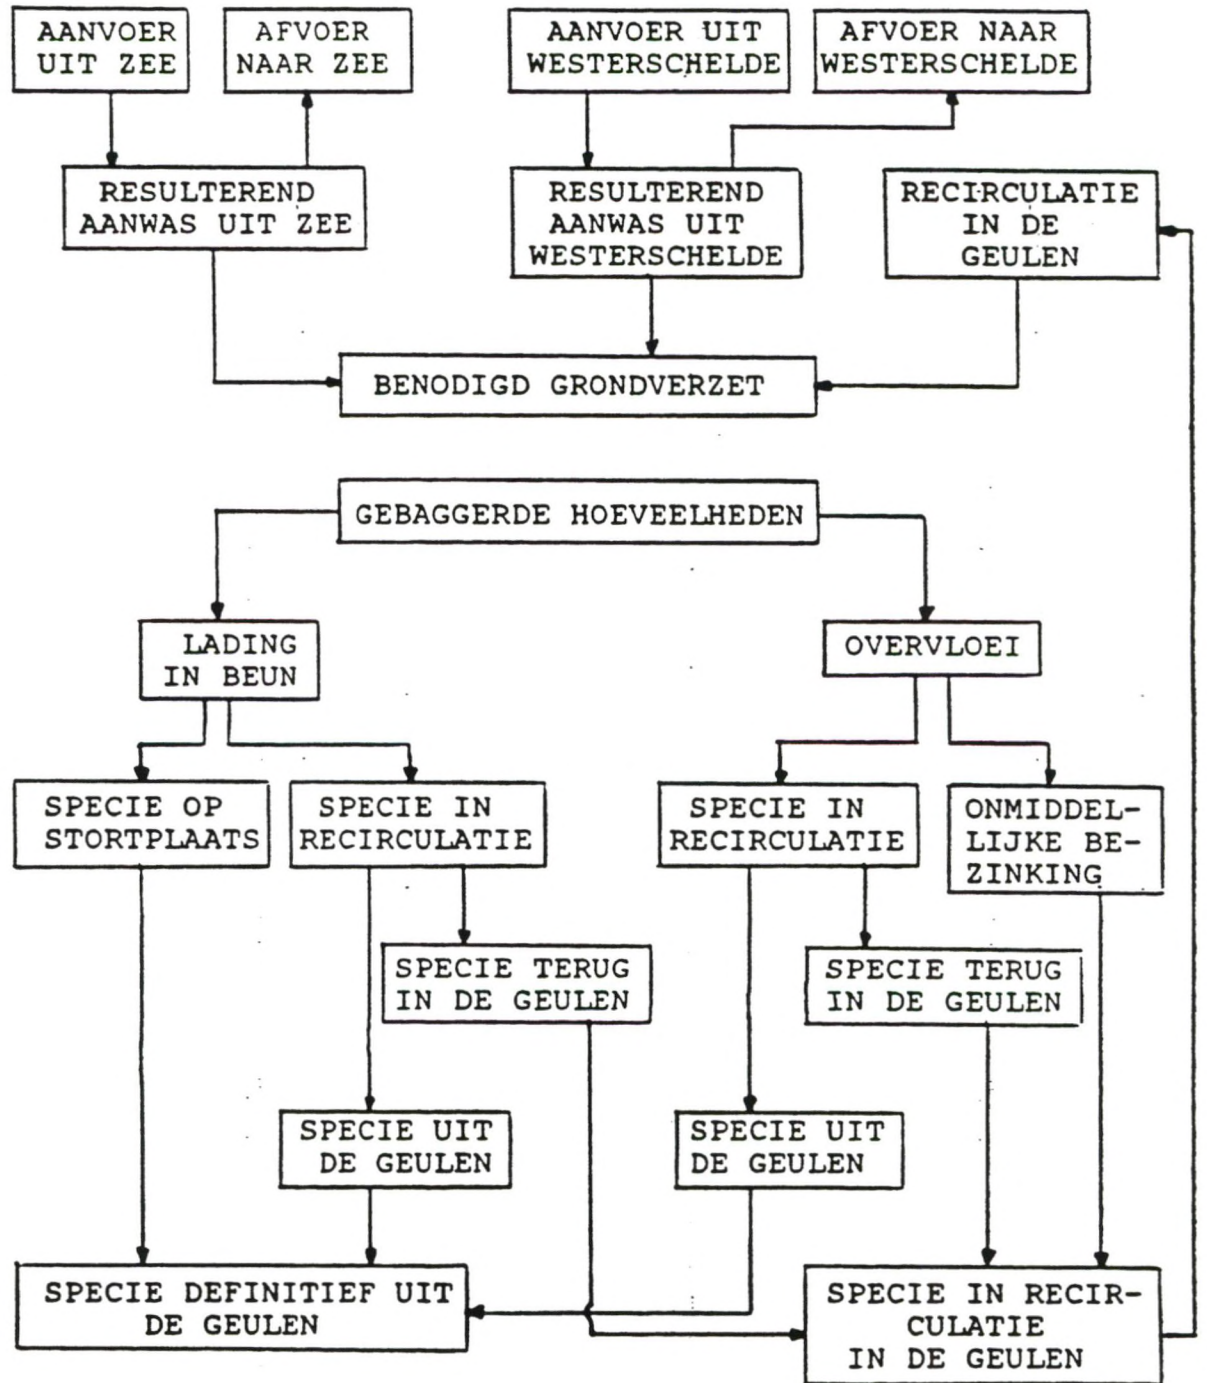 AANVOER
UIT ZEE
AFVOER
NAAR ZEE
AANVOER UIT
WESTERSCHELDE
AFVOER NAAR
WESTERSCHELDE
RESULTEREND
AANWAS UIT ZEE
RESULTEREND
AANWAS UIT
WESTERSCHELDE
RECIRCULATIE
IN DE
GEULEN
BENODIGD GRONDVERZET
GEBAGGERDE HOEVEELHEDEN
LADING
IN BEUN
OVERVLOEI
SPECIE OP
STORTPLAATS
SPECIE IN
RECIRCULATIE
SPECIE IN
RECIRCULATIE
ONMIDDEL-
LIJKE BE-
ZINKING
SPECIE TERUG
IN DE GEULEN
SPECIE TERUG
IN DE GEULEN
SPECIE UIT
DE GEULEN
SPECIE UIT
DE GEULEN
SPECIE DEFINITIEF UIT
DE GEULEN
SPECIE IN RECIR-
CULATIE
IN DE GEULEN